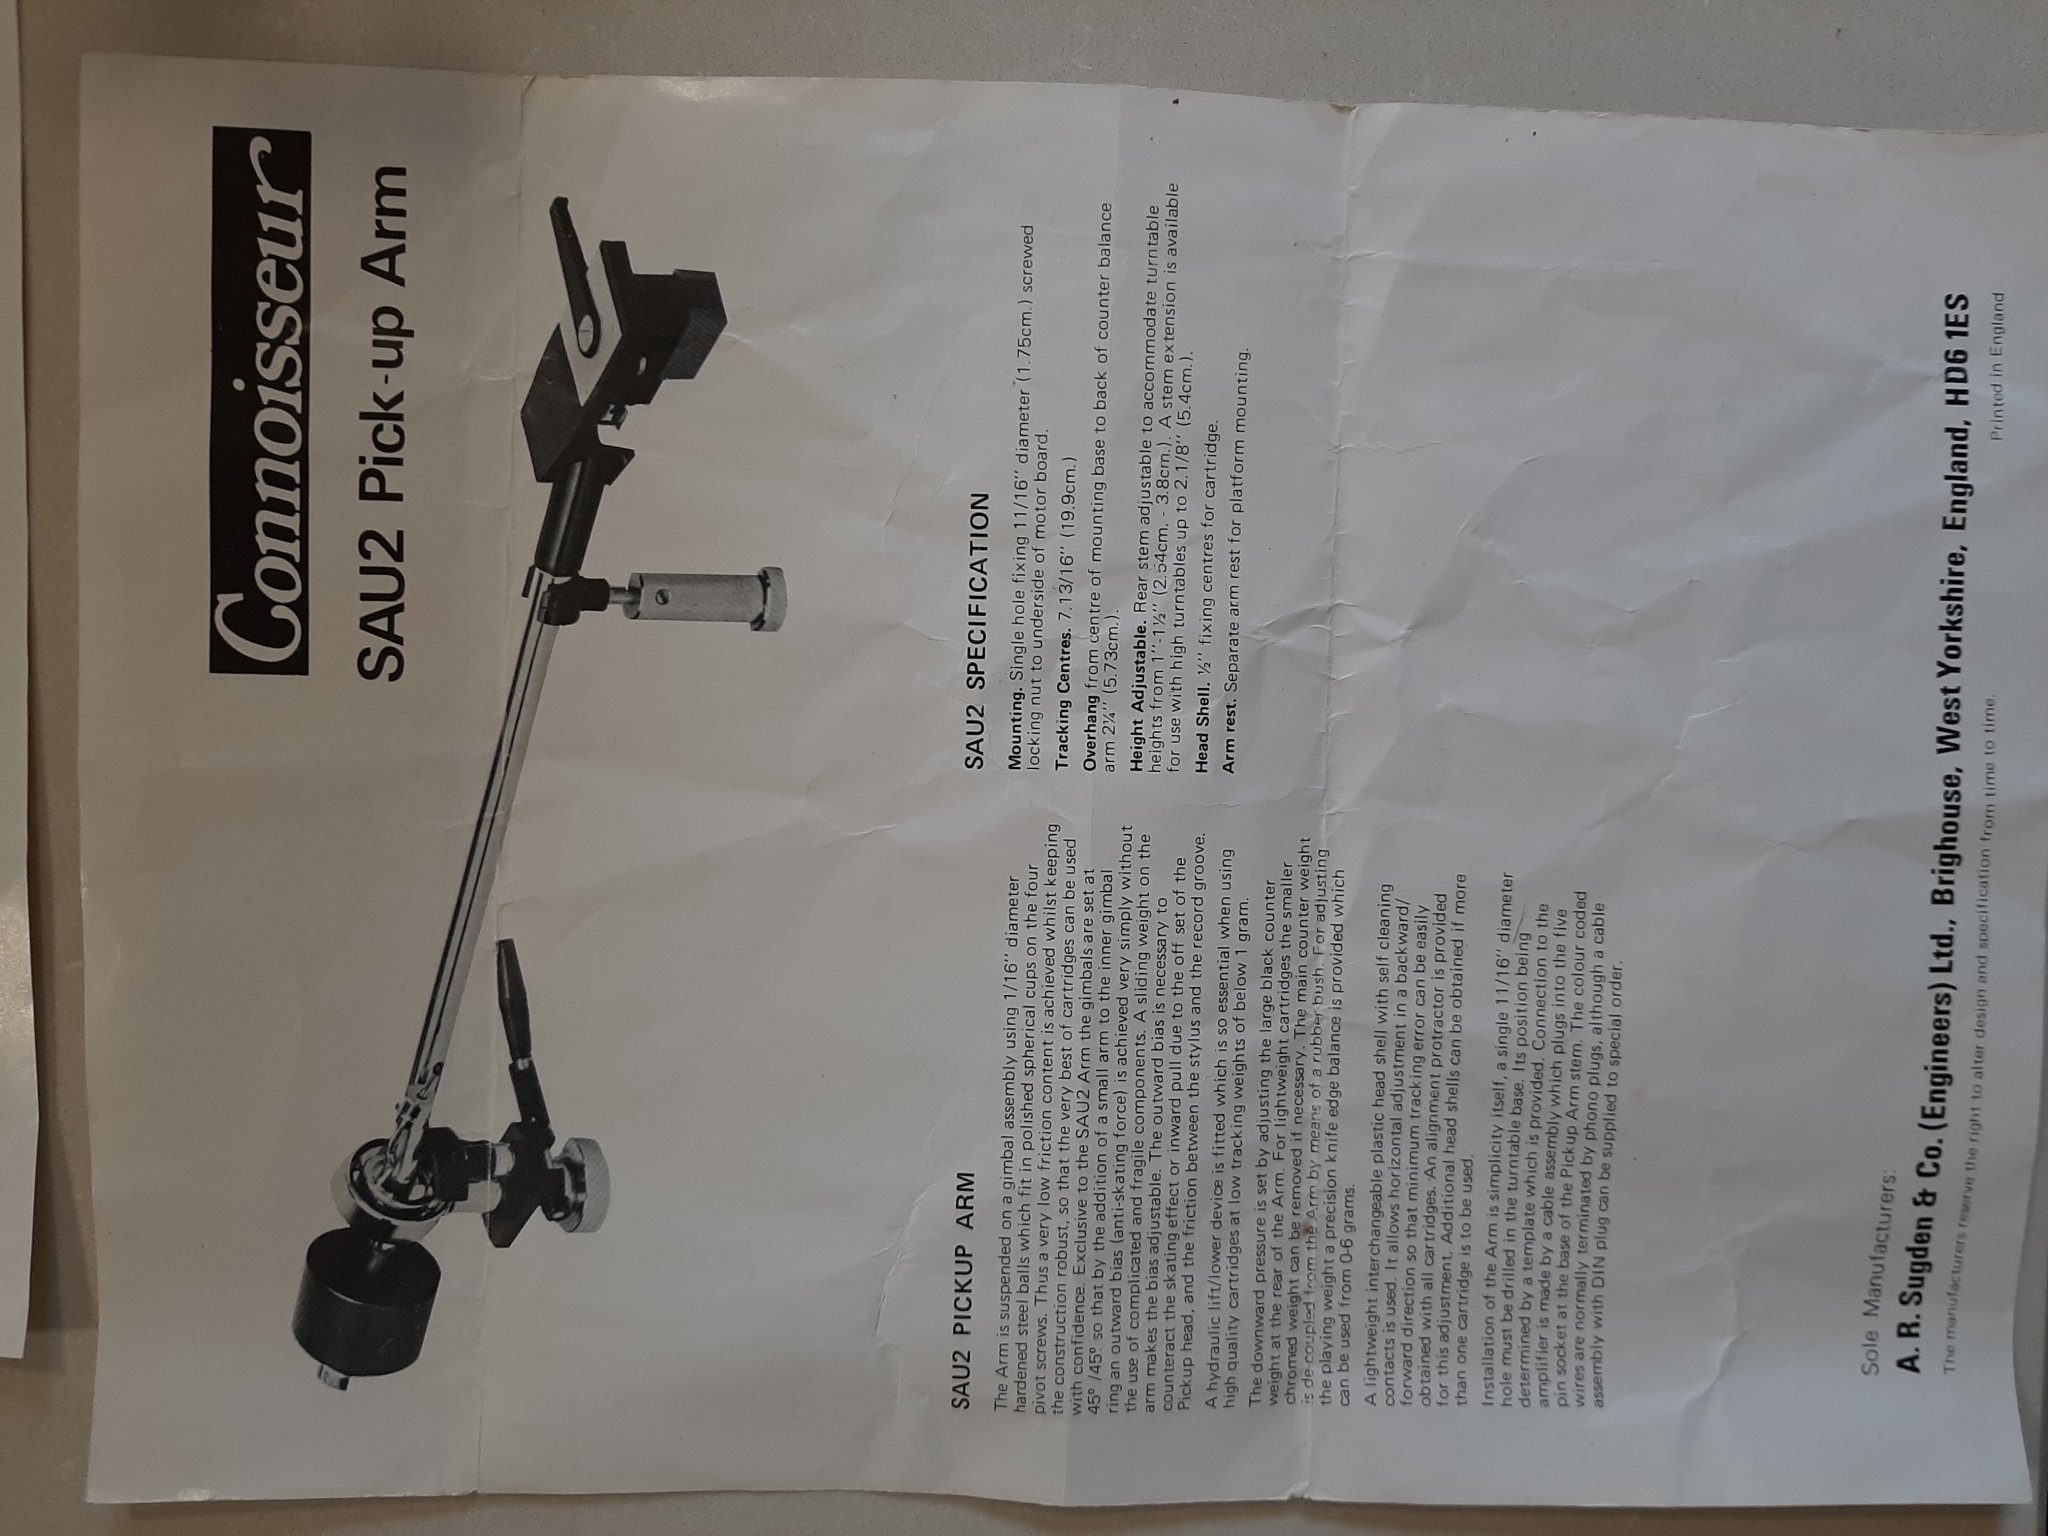 Connoisseur
SAU2 Pick-up Arm
SAU2 PICKUP ARM
The Arm is suspended on a gimbal assembly using 1/16″ diameter
hardened steel balls which fit in polished spherical cups on the four
pivot screws. Thus a very low friction content is achieved whilst keeping
the construction robust, so that the very best of cartridges can be used
with confidence. Exclusive to the SAU2 Arm the gimbals are set at
45° /45° so that by the addition of a small arm to the inner gimbal
ring an outward bias (anti-skating force) is achieved very simply without
the use of complicated and fragile components. A sliding weight on the
arm makes the bias adjustable. The outward bias is necessary to
counteract the skating effect or inward pull due to the off set of the
Pickup head, and the friction between the stylus and the record groove.
A hydraulic lift/lower device is fitted which is so essential when using
high quality cartridges at low tracking weights of below 1 gram.
The downward pressure is set by adjusting the large black counter
weight at the rear of the Arm. For lightweight cartridges the smaller
chromed weight can be removed if necessary. The main counter weight
is de-coupled from the Arm by means of a rubber bush. For adjusting
the playing weight a precision knife edge balance is provided which
can be used from 0-6 grams.
A lightweight interchangeable plastic head shell with self cleaning
contacts is used. It allows horizontal adjustment in a backward/
forward direction so that minimum tracking error can be easily
obtained with all cartridges. An alignment protractor is provided
for this adjustment. Additional head shells can be obtained if more
than one cartridge is to be used.
Installation of the Arm is simplicity itself, a single 11/16″ diameter
hole must be drilled in the turntable base. Its position being
determined by a template which is provided. Connection to the
amplifier is made by a cable assembly which plugs into the five
pin socket at the base of the Pickup Arm stem. The colour coded
wires are normally terminated by phono plugs, although a cable
assembly with DIN plug can be supplied to special order.
SAU2 SPECIFICATION
Mounting. Single hole fixing 11/16″ diameter (1.75cm.) screwed
locking nut to underside of motor board.
Tracking Centres. 7.13/16″ (19.9cm.)
Overhang from centre of mounting base to back of counter balance
arm 2¼″ (5.73cm.).
Height Adjustable. Rear stem adjustable to accommodate turntable
heights from 1″-1½″ (2.54cm. - 3.8cm.). A stem extension is available
for use with high turntables up to 2.1/8″ (5.4cm.).
Head Shell. ½″ fixing centres for cartridge.
Arm rest. Separate arm rest for platform mounting.
Sole Manufacturers:
A. R. Sugden & Co. (Engineers) Ltd., Brighouse, West Yorkshire, England, HD6 1ES
The manufacturers reserve the right to alter design and specification from time to time.
Printed in England